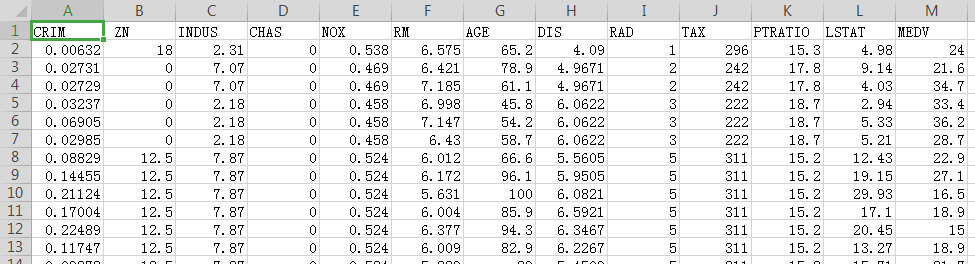 A B C D E F G H I J K L M
1 CRIM ZN INDUS CHAS NOX RM AGE DIS RAD TAX PTRATIO LSTAT MEDV
2 0.00632 18 2.31 0 0.538 6.575 65.2 4.09 1 296 15.3 4.98 24
3 0.02731 0 7.07 0 0.469 6.421 78.9 4.9671 2 242 17.8 9.14 21.6
4 0.02729 0 7.07 0 0.469 7.185 61.1 4.9671 2 242 17.8 4.03 34.7
5 0.03237 0 2.18 0 0.458 6.998 45.8 6.0622 3 222 18.7 2.94 33.4
6 0.06905 0 2.18 0 0.458 7.147 54.2 6.0622 3 222 18.7 5.33 36.2
7 0.02985 0 2.18 0 0.458 6.43 58.7 6.0622 3 222 18.7 5.21 28.7
8 0.08829 12.5 7.87 0 0.524 6.012 66.6 5.5605 5 311 15.2 12.43 22.9
9 0.14455 12.5 7.87 0 0.524 6.172 96.1 5.9505 5 311 15.2 19.15 27.1
10 0.21124 12.5 7.87 0 0.524 5.631 100 6.0821 5 311 15.2 29.93 16.5
11 0.17004 12.5 7.87 0 0.524 6.004 85.9 6.5921 5 311 15.2 17.1 18.9
12 0.22489 12.5 7.87 0 0.524 6.377 94.3 6.3467 5 311 15.2 20.45 15
13 0.11747 12.5 7.87 0 0.524 6.009 82.9 6.2267 5 311 15.2 13.27 18.9